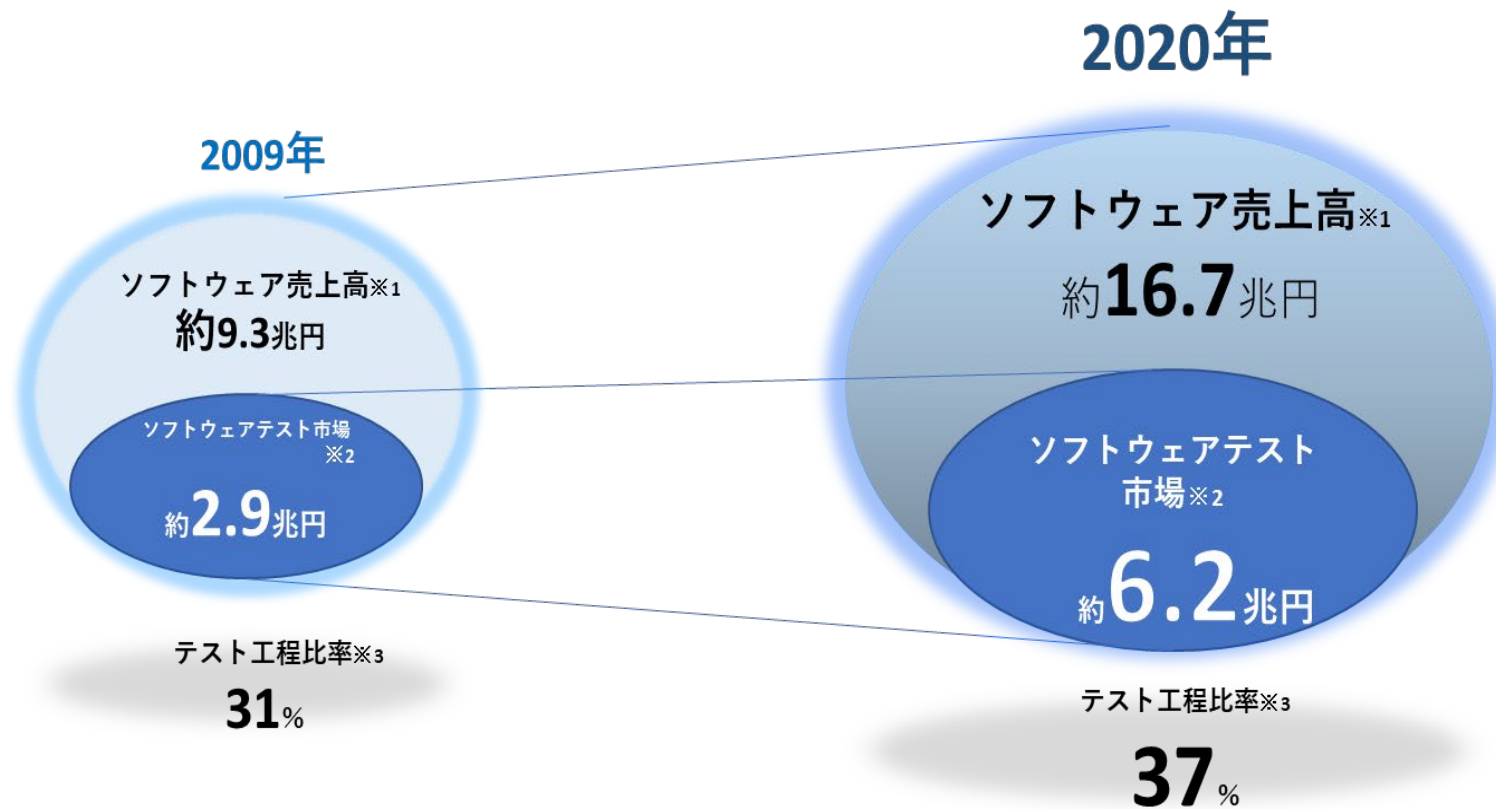 2009年
ソフトウェア売上高※1
約9.3兆円
ソフトウェアテスト市場
※2
約2.9兆円
テスト工程比率※3
31%
2020年
ソフトウェア売上高※1
約16.7兆円
ソフトウェアテスト
市場※2
約6.2兆円
テスト工程比率※3
37%